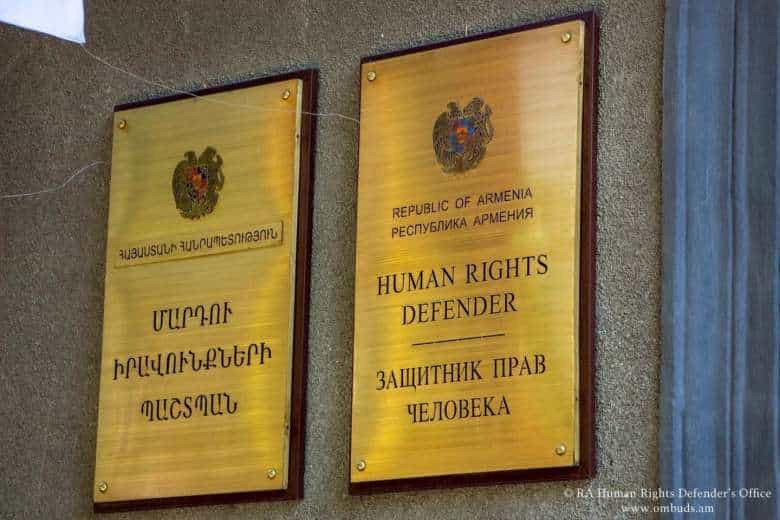 ՀԱՅԱՍՏԱՆԻ ՀԱՆՐԱՊԵՏՈՒԹՅՈՒՆ
ՄԱՐԴՈՒ
ԻՐԱՎՈՒՆՔՆԵՐԻ
ՊԱՇՏՊԱՆ
REPUBLIC OF ARMENIA
РЕСПУБЛИКА АРМЕНИЯ
HUMAN RIGHTS
DEFENDER
ЗАЩИТНИК ПРАВ
ЧЕЛОВЕКА
© RA Human Rights Defender's Office
www.ombuds.am